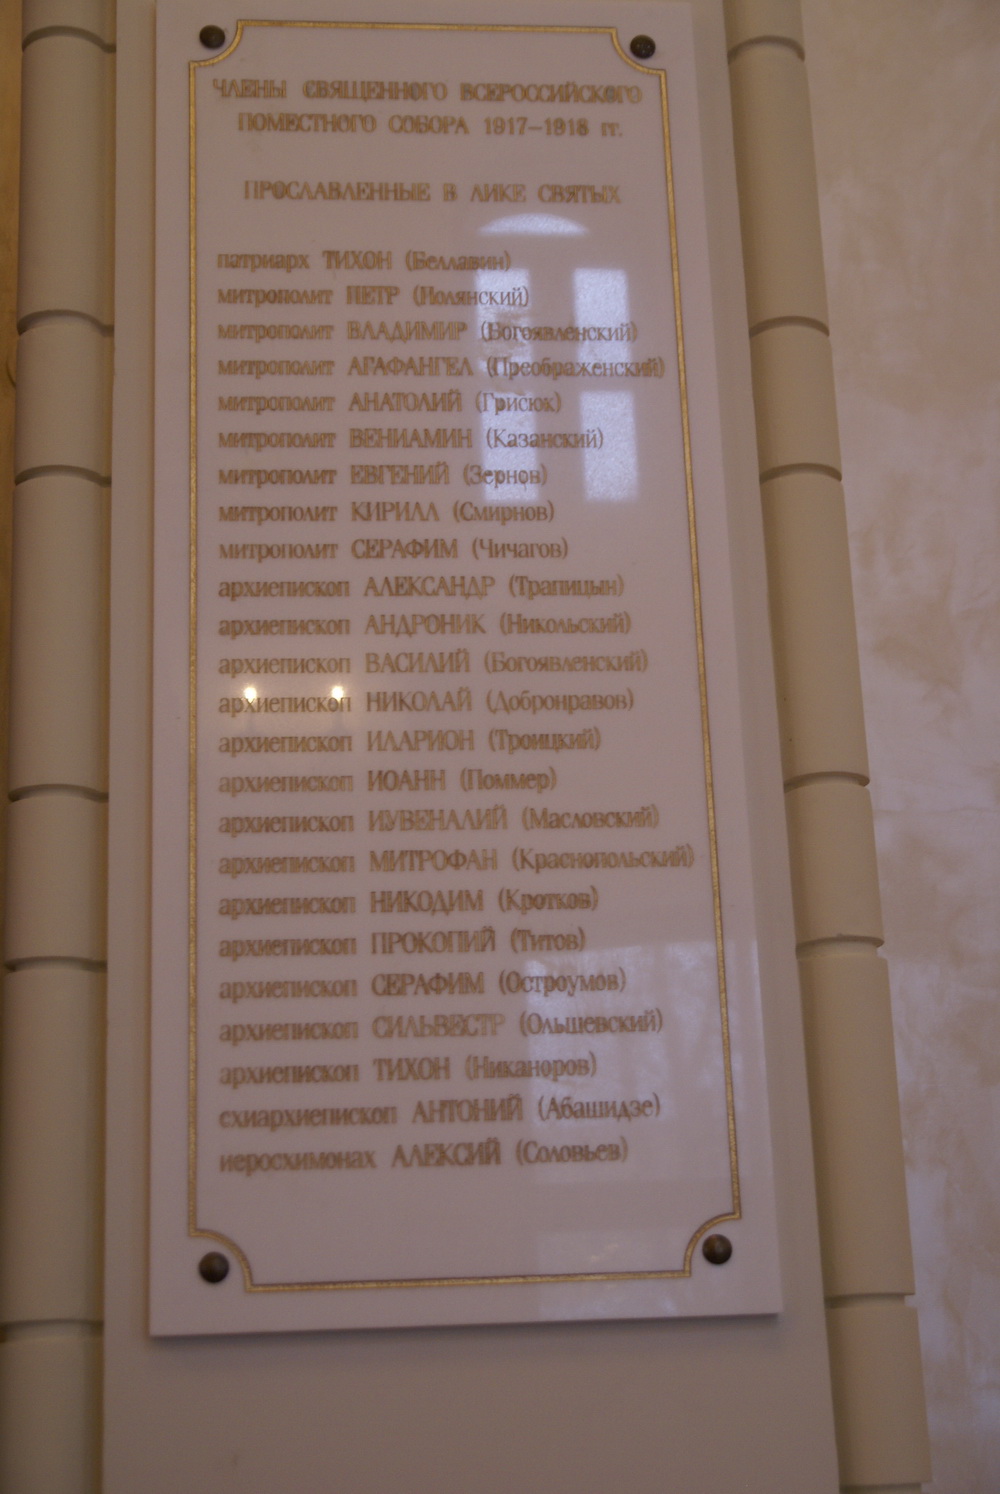 ЧЛЕНЫ СВЯЩЕННОГО ВСЕРОССИЙСКОГО
ПОМЕСТНОГО СОБОРА 1917-1918 гг.
ПРОСЛАВЛЕННЫЕ В ЛИКЕ СВЯТЫХ
патриарх ТИХОН (Беллавин)
митрополит ПЕТР (Полянский)
митрополит ВЛАДИМИР (Богоявленский)
митрополит АГАФАНГЕЛ (Преображенский)
митрополит АНАТОЛИЙ (Грисюк)
митрополит ВЕНИАМИН (Казанский)
митрополит ЕВГЕНИЙ (Зернов)
митрополит КИРИЛЛ (Смирнов)
митрополит СЕРАФИМ (Чичагов)
архиепископ АЛЕКСАНДР (Трапицын)
архиепископ АНДРОНИК (Никольский)
архиепископ ВАСИЛИЙ (Богоявленский)
архиепископ НИКОЛАЙ (Добронравов)
архиепископ ИЛАРИОН (Троицкий)
архиепископ ИОАНН (Поммер)
архиепископ ИУВЕНАЛИЙ (Масловский)
архиепископ МИТРОФАН (Краснопольский)
архиепископ НИКОДИМ (Кротков)
архиепископ ПРОКОПИЙ (Титов)
архиепископ СЕРАФИМ (Остроумов)
архиепископ СИЛЬВЕСТР (Ольшевский)
архиепископ ТИХОН (Никаноров)
схиархиепископ АНТОНИЙ (Абашидзе)
иеросхимонах АЛЕКСИЙ (Соловьев)